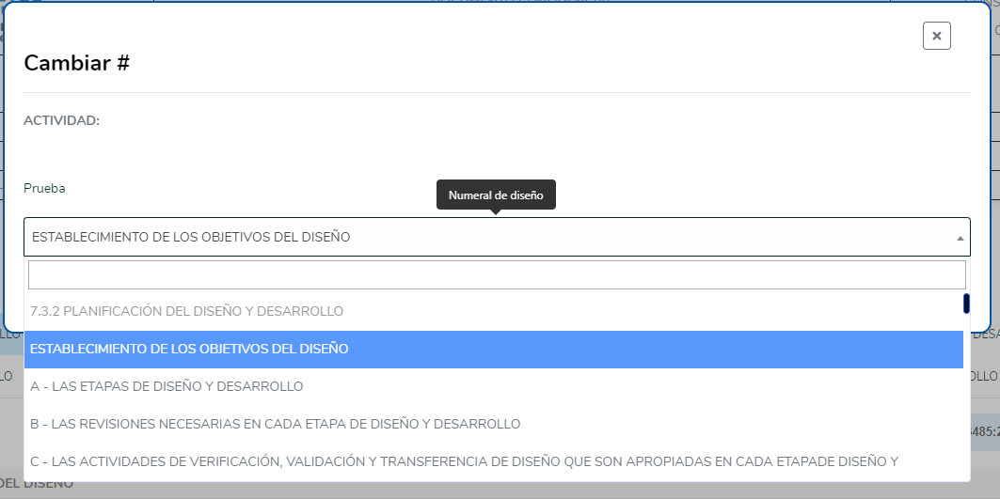 Cambiar #
×
ACTIVIDAD:
Prueba
Numeral de diseño
ESTABLECIMIENTO DE LOS OBJETIVOS DEL DISEÑO
7.3.2 PLANIFICACIÓN DEL DISEÑO Y DESARROLLO
ESTABLECIMIENTO DE LOS OBJETIVOS DEL DISEÑO
A - LAS ETAPAS DE DISEÑO Y DESARROLLO
B - LAS REVISIONES NECESARIAS EN CADA ETAPA DE DISEÑO Y DESARROLLO
C - LAS ACTIVIDADES DE VERIFICACIÓN, VALIDACIÓN Y TRANSFERENCIA DE DISEÑO QUE SON APROPIADAS EN CADA ETAPADE DISEÑO Y
DEL DISEÑO